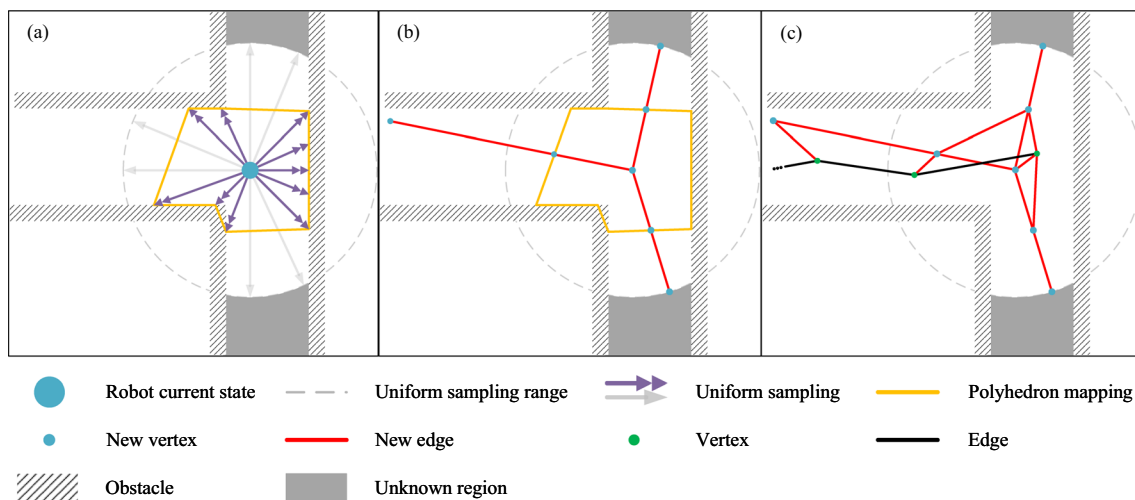 (a)
(b)
(c)
Robot current state
Uniform sampling range
Uniform sampling
Polyhedron mapping
New vertex
New edge
Vertex
Edge
Obstacle
Unknown region